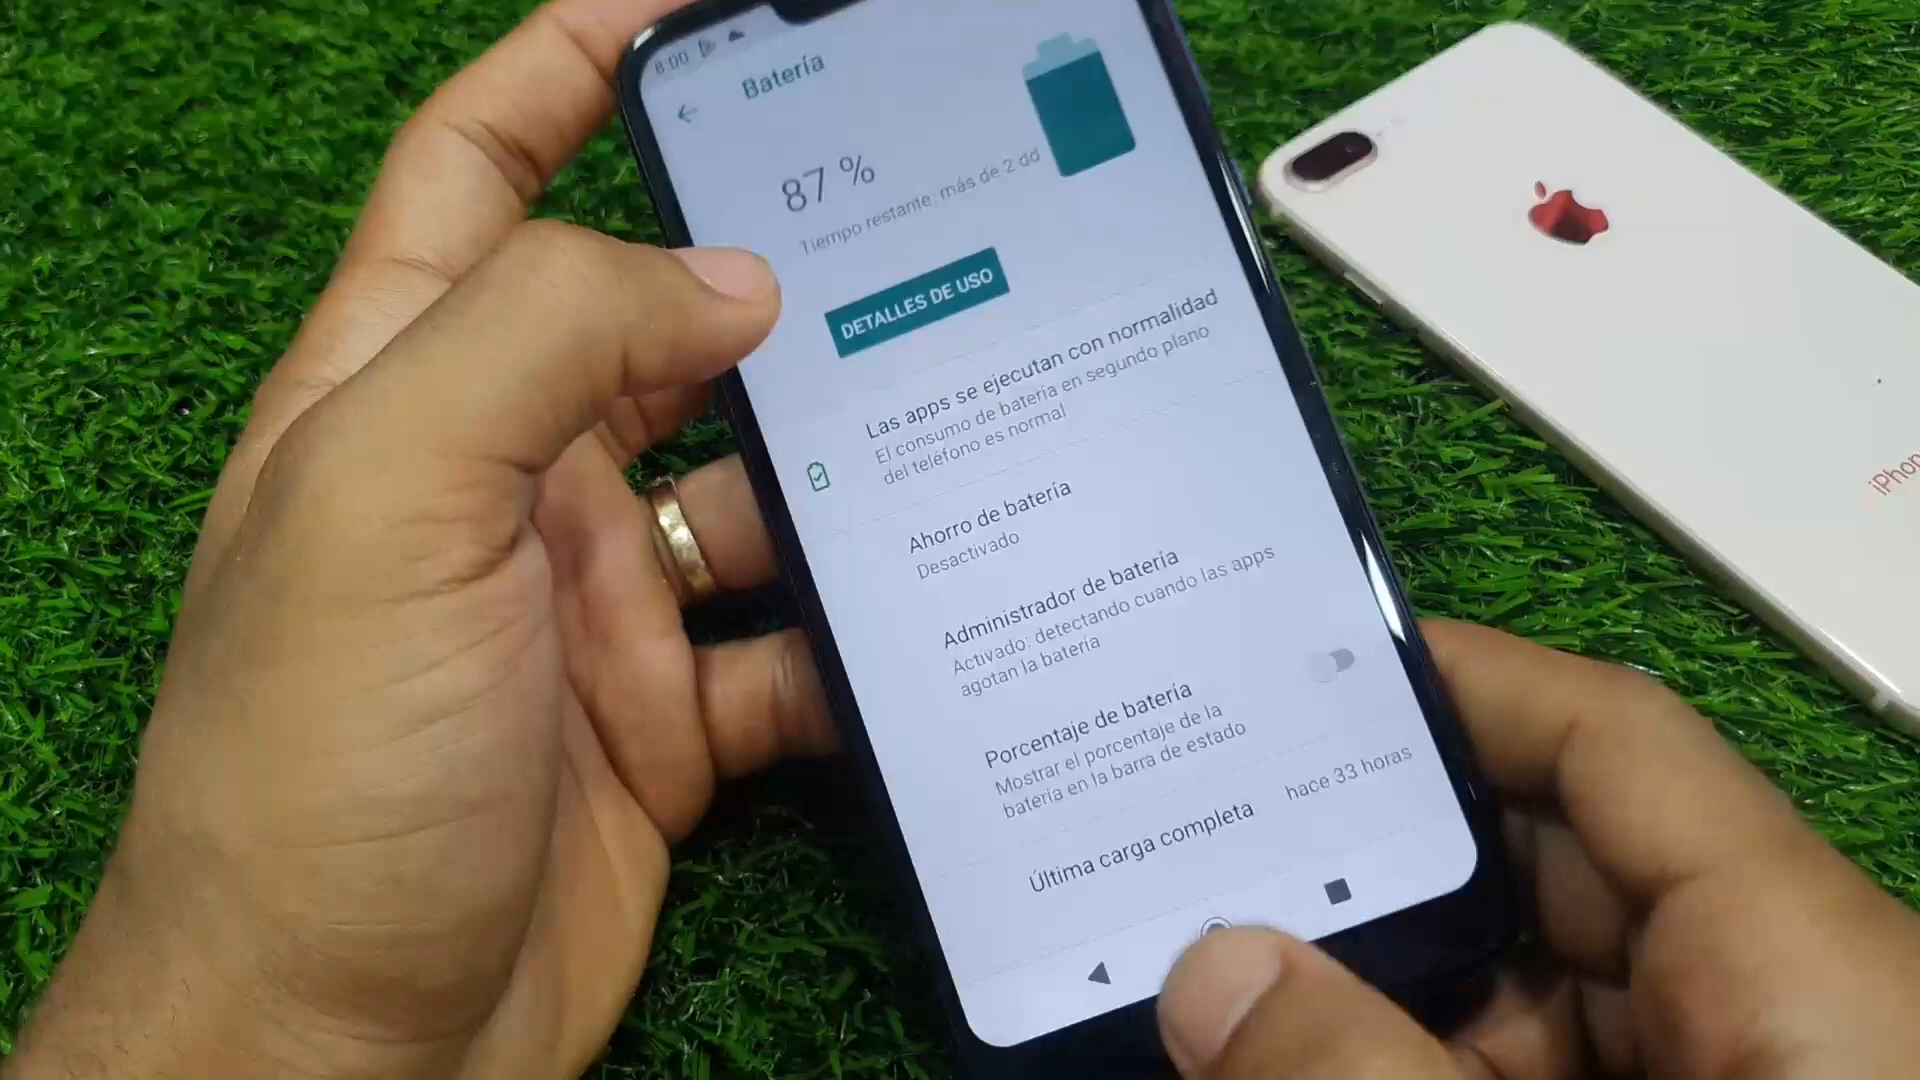 8:00
Batería
87 %
Tiempo restante: más de 2 dd
DETALLES DE USO
Las apps se ejecutan con normalidad
El consumo de batería en segundo plano
del teléfono es normal
Ahorro de batería
Desactivado
Administrador de batería
Activado: detectando cuando las apps
agotan la batería
Porcentaje de batería
Mostrar el porcentaje de la
batería en la barra de estado
Última carga completa
hace 33 horas
iPhon